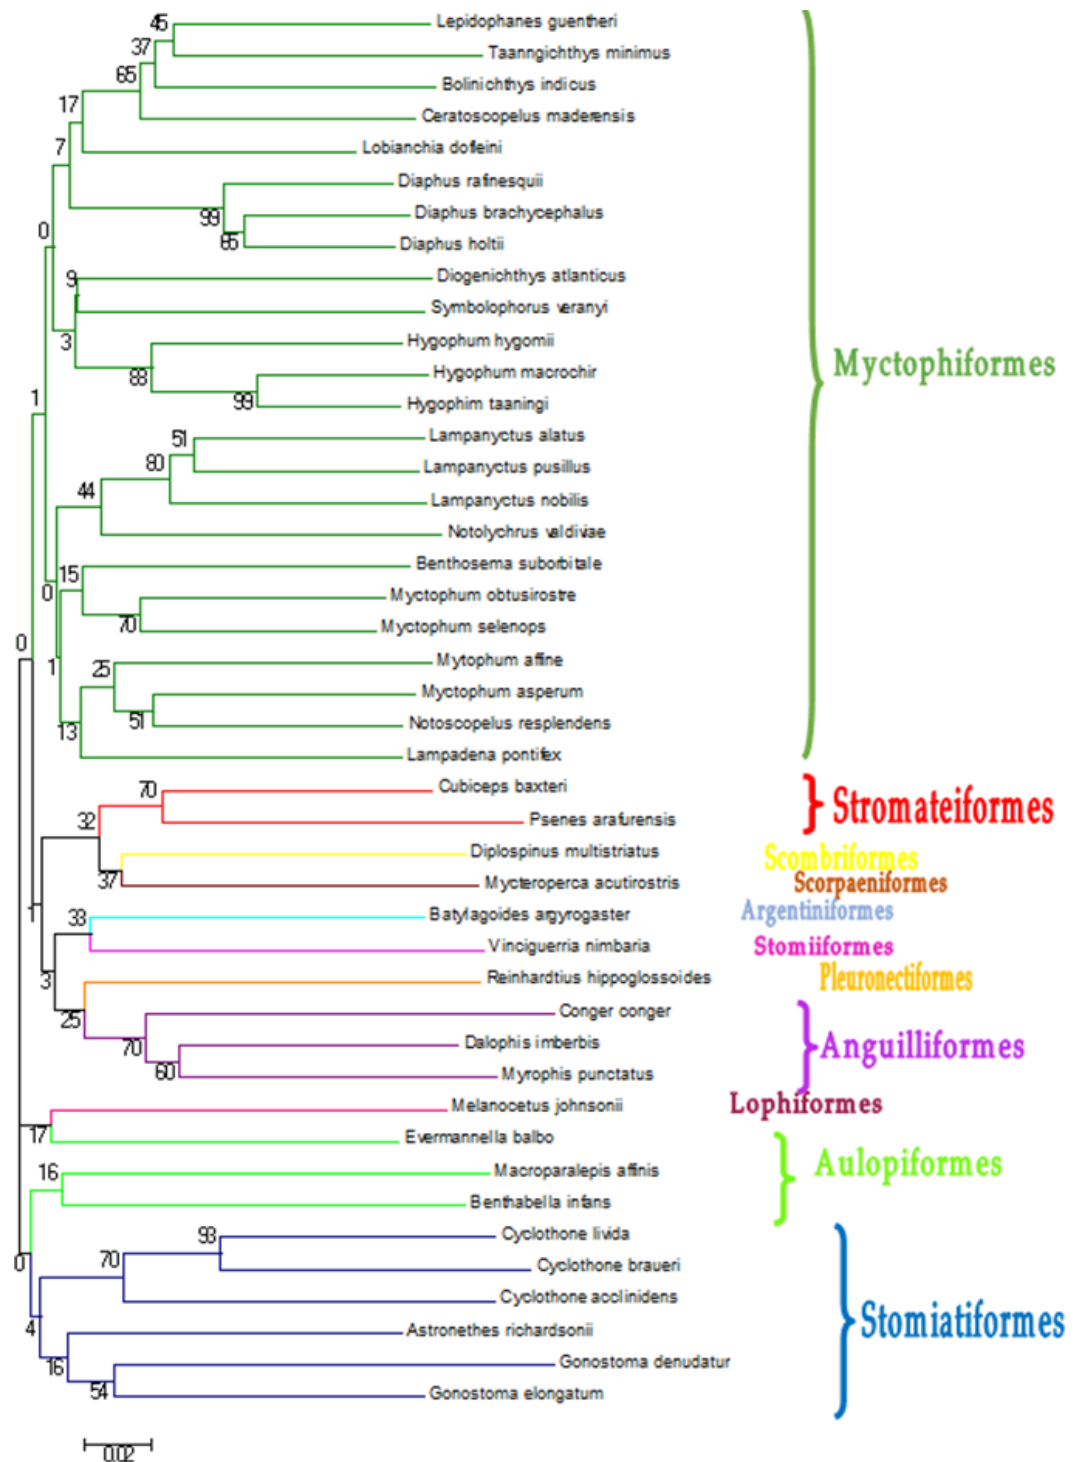 45
Lepidophanes guentheri
37
Taanngichthys minimus
65
Bolinichthys indicus
17
Ceratoscopelus maderensis
7
Lobianchia dofleini
Diaphus rafinesquii
99
Diaphus brachycephalus
0
65
Diaphus holtii
9
Diogenichthys atlanticus
Symbolophorus veranyi
3
Hygophum hygomii
Myctophiformes
88
Hygophum macrochir
1
99
Hygophim taaningi
51
Lampanyctus alatus
80
Lampanyctus pusillus
44
Lampanyctus nobilis
Notolychrus valdiviae
15
Benthosema suborbitale
0
Myctophum obtusirostre
70
Myctophum selenops
0
1
25
Mytophum affine
Myctophum asperum
51
Notoscopelus resplendens
13
Lampadena pontifex
70
Cubiceps baxteri
Stromateiformes
32
Psenes arafurensis
Diplospinus multistriatus
Scombriformes
37
Mycteroperca acutirostris
Scorpaeniformes
1
33
Batylagoides argyrogaster
Argentiniformes
Vinciguerria nimbaria
Stomiiformes
3
Reinhardtius hippoglossoides
Pleuronectiformes
25
Conger conger
70
Dalophis imberbis
Anguilliformes
60
Myrophis punctatus
Melanocetus johnsonii
Lophiformes
17
Evermannella balbo
16
Macroparalepis affinis
Aulopiformes
Benthabella infans
0
93
Cyclothone livida
70
Cyclothone braueri
Cyclothone acclinidens
4
Astronethes richardsonii
Stomiatiformes
16
Gonostoma denudatur
54
Gonostoma elongatum
0.02